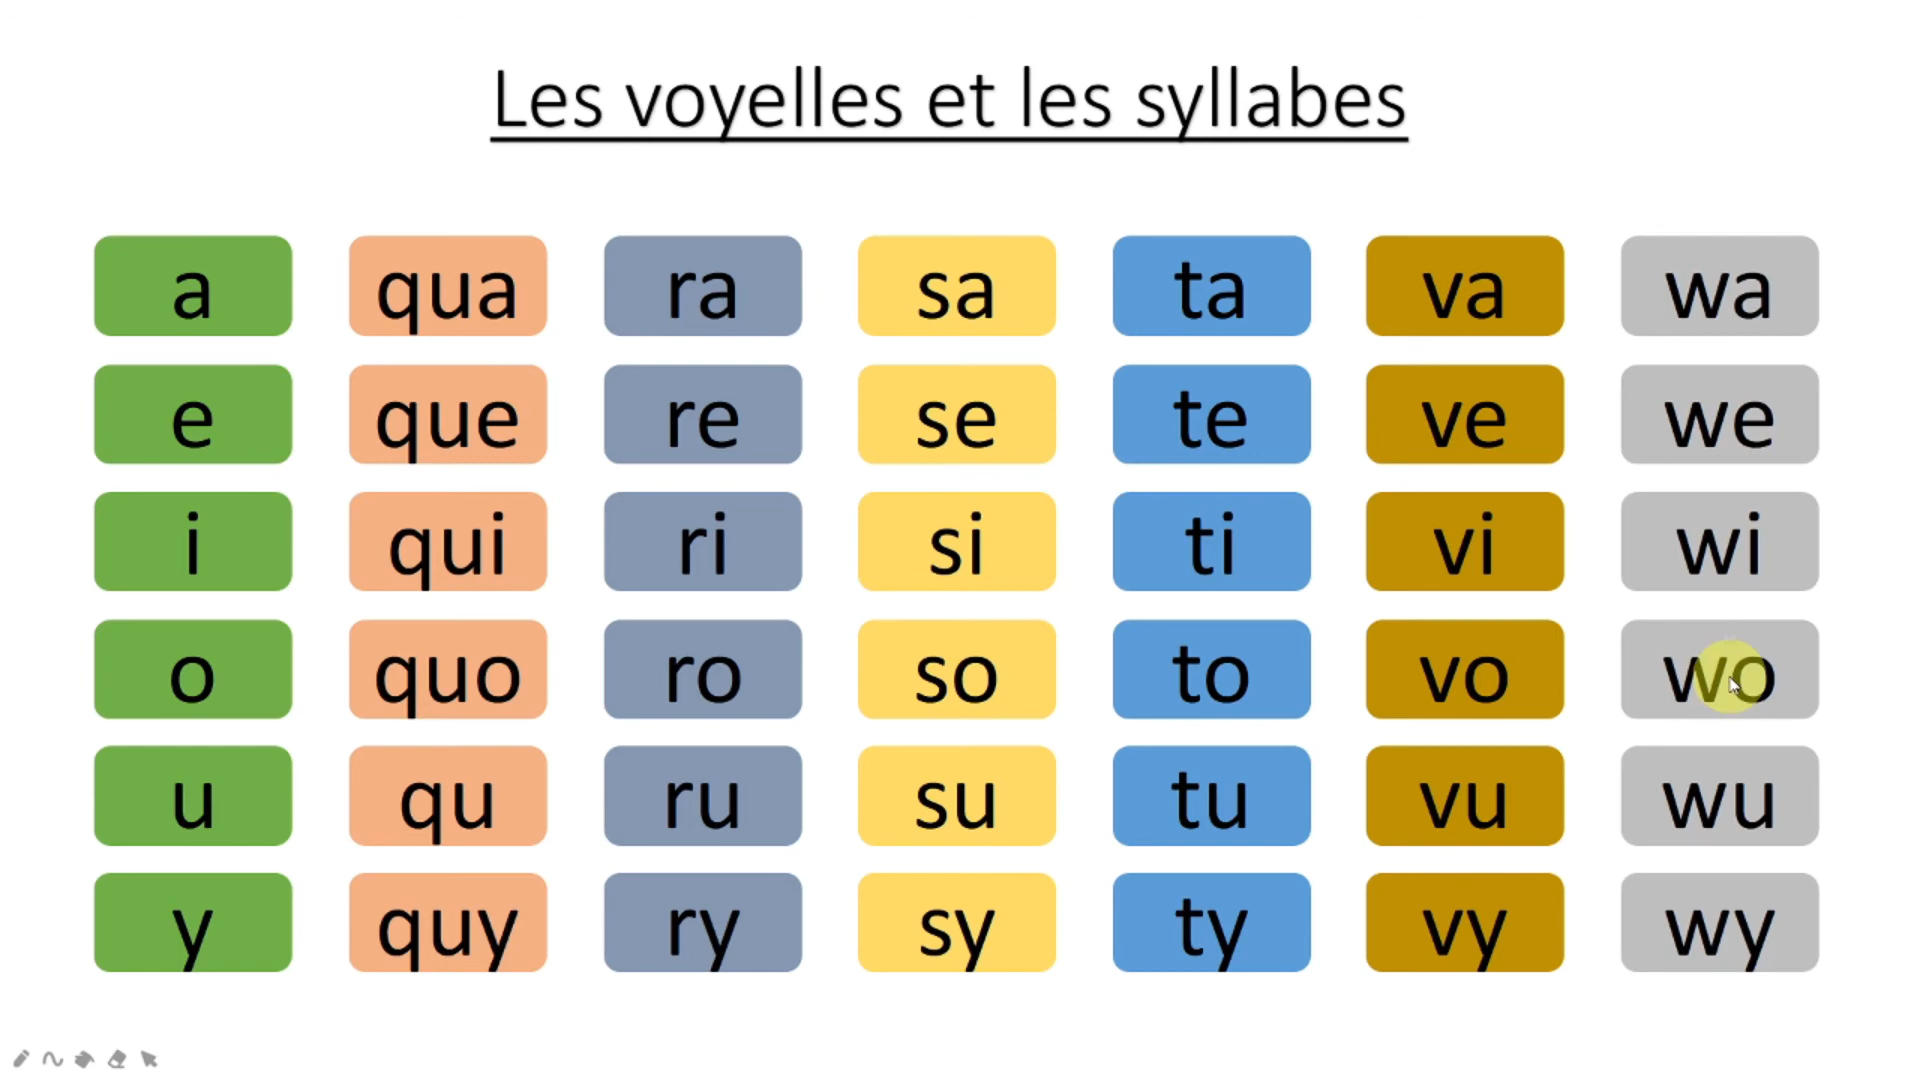 Les voyelles et les syllabes
a qua ra sa ta va wa
e que re se te ve we
i qui ri si ti vi wi
o quo ro so to vo wo
u qu ru su tu vu wu
y quy ry sy ty vy wy